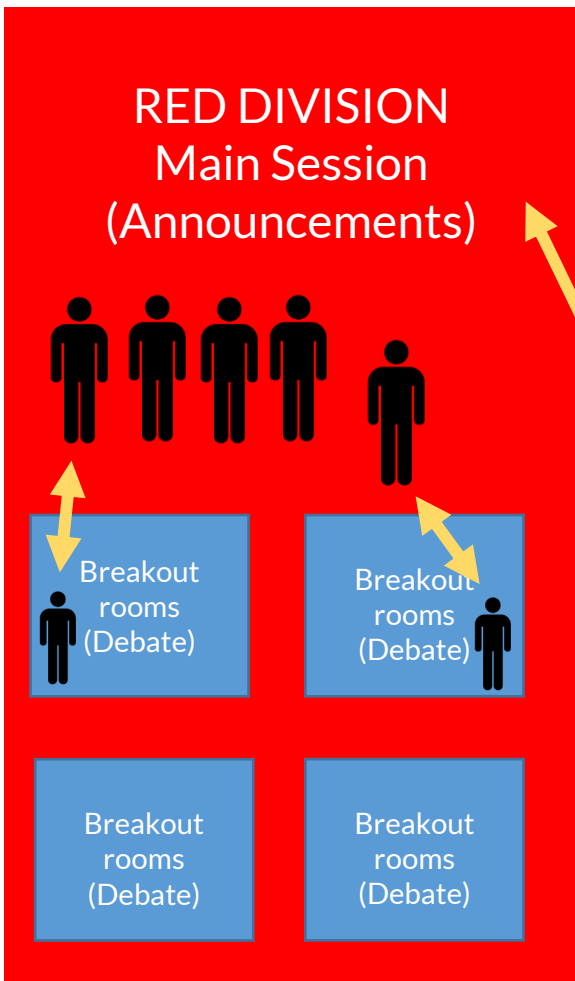 RED DIVISION
Main Session
(Announcements)
Breakout
rooms
(Debate)
Breakout
rooms
(Debate)
Breakout
rooms
(Debate)
Breakout
rooms
(Debate)